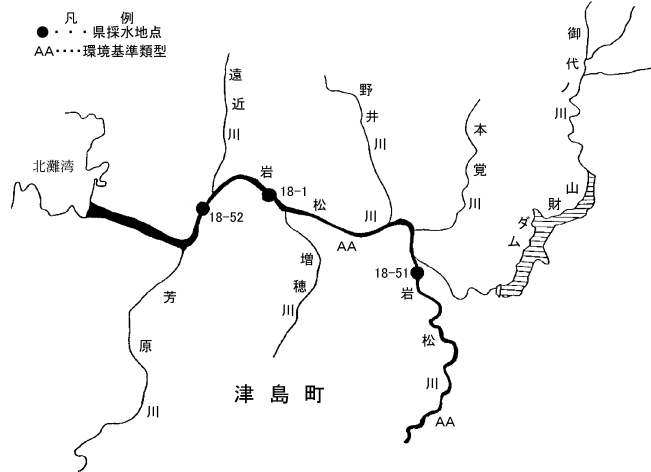 凡 例
●・・・県採水地点
AA・・・・環境基準類型
御代ノ川
遠近川
野井川
本覚川
北灘湾
岩松川
18-1
18-52
AA
山財ダム
18-51
増穂川
芳原川
岩松川
AA
津島町